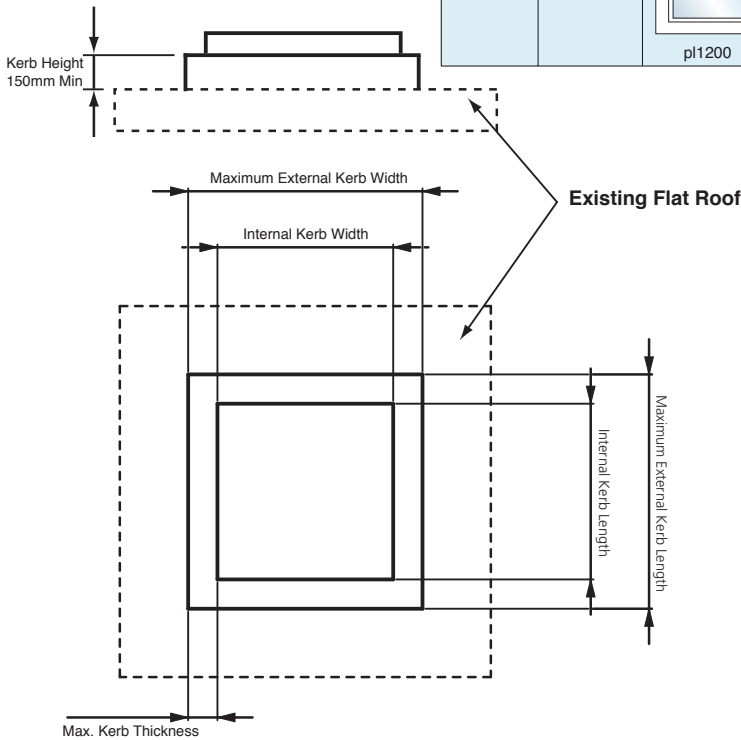 pl1200
Kerb Height
150mm Min
Maximum External Kerb Width
Existing Flat Roof
Internal Kerb Width
Internal Kerb Length
Maximum External Kerb Length
Max. Kerb Thickness